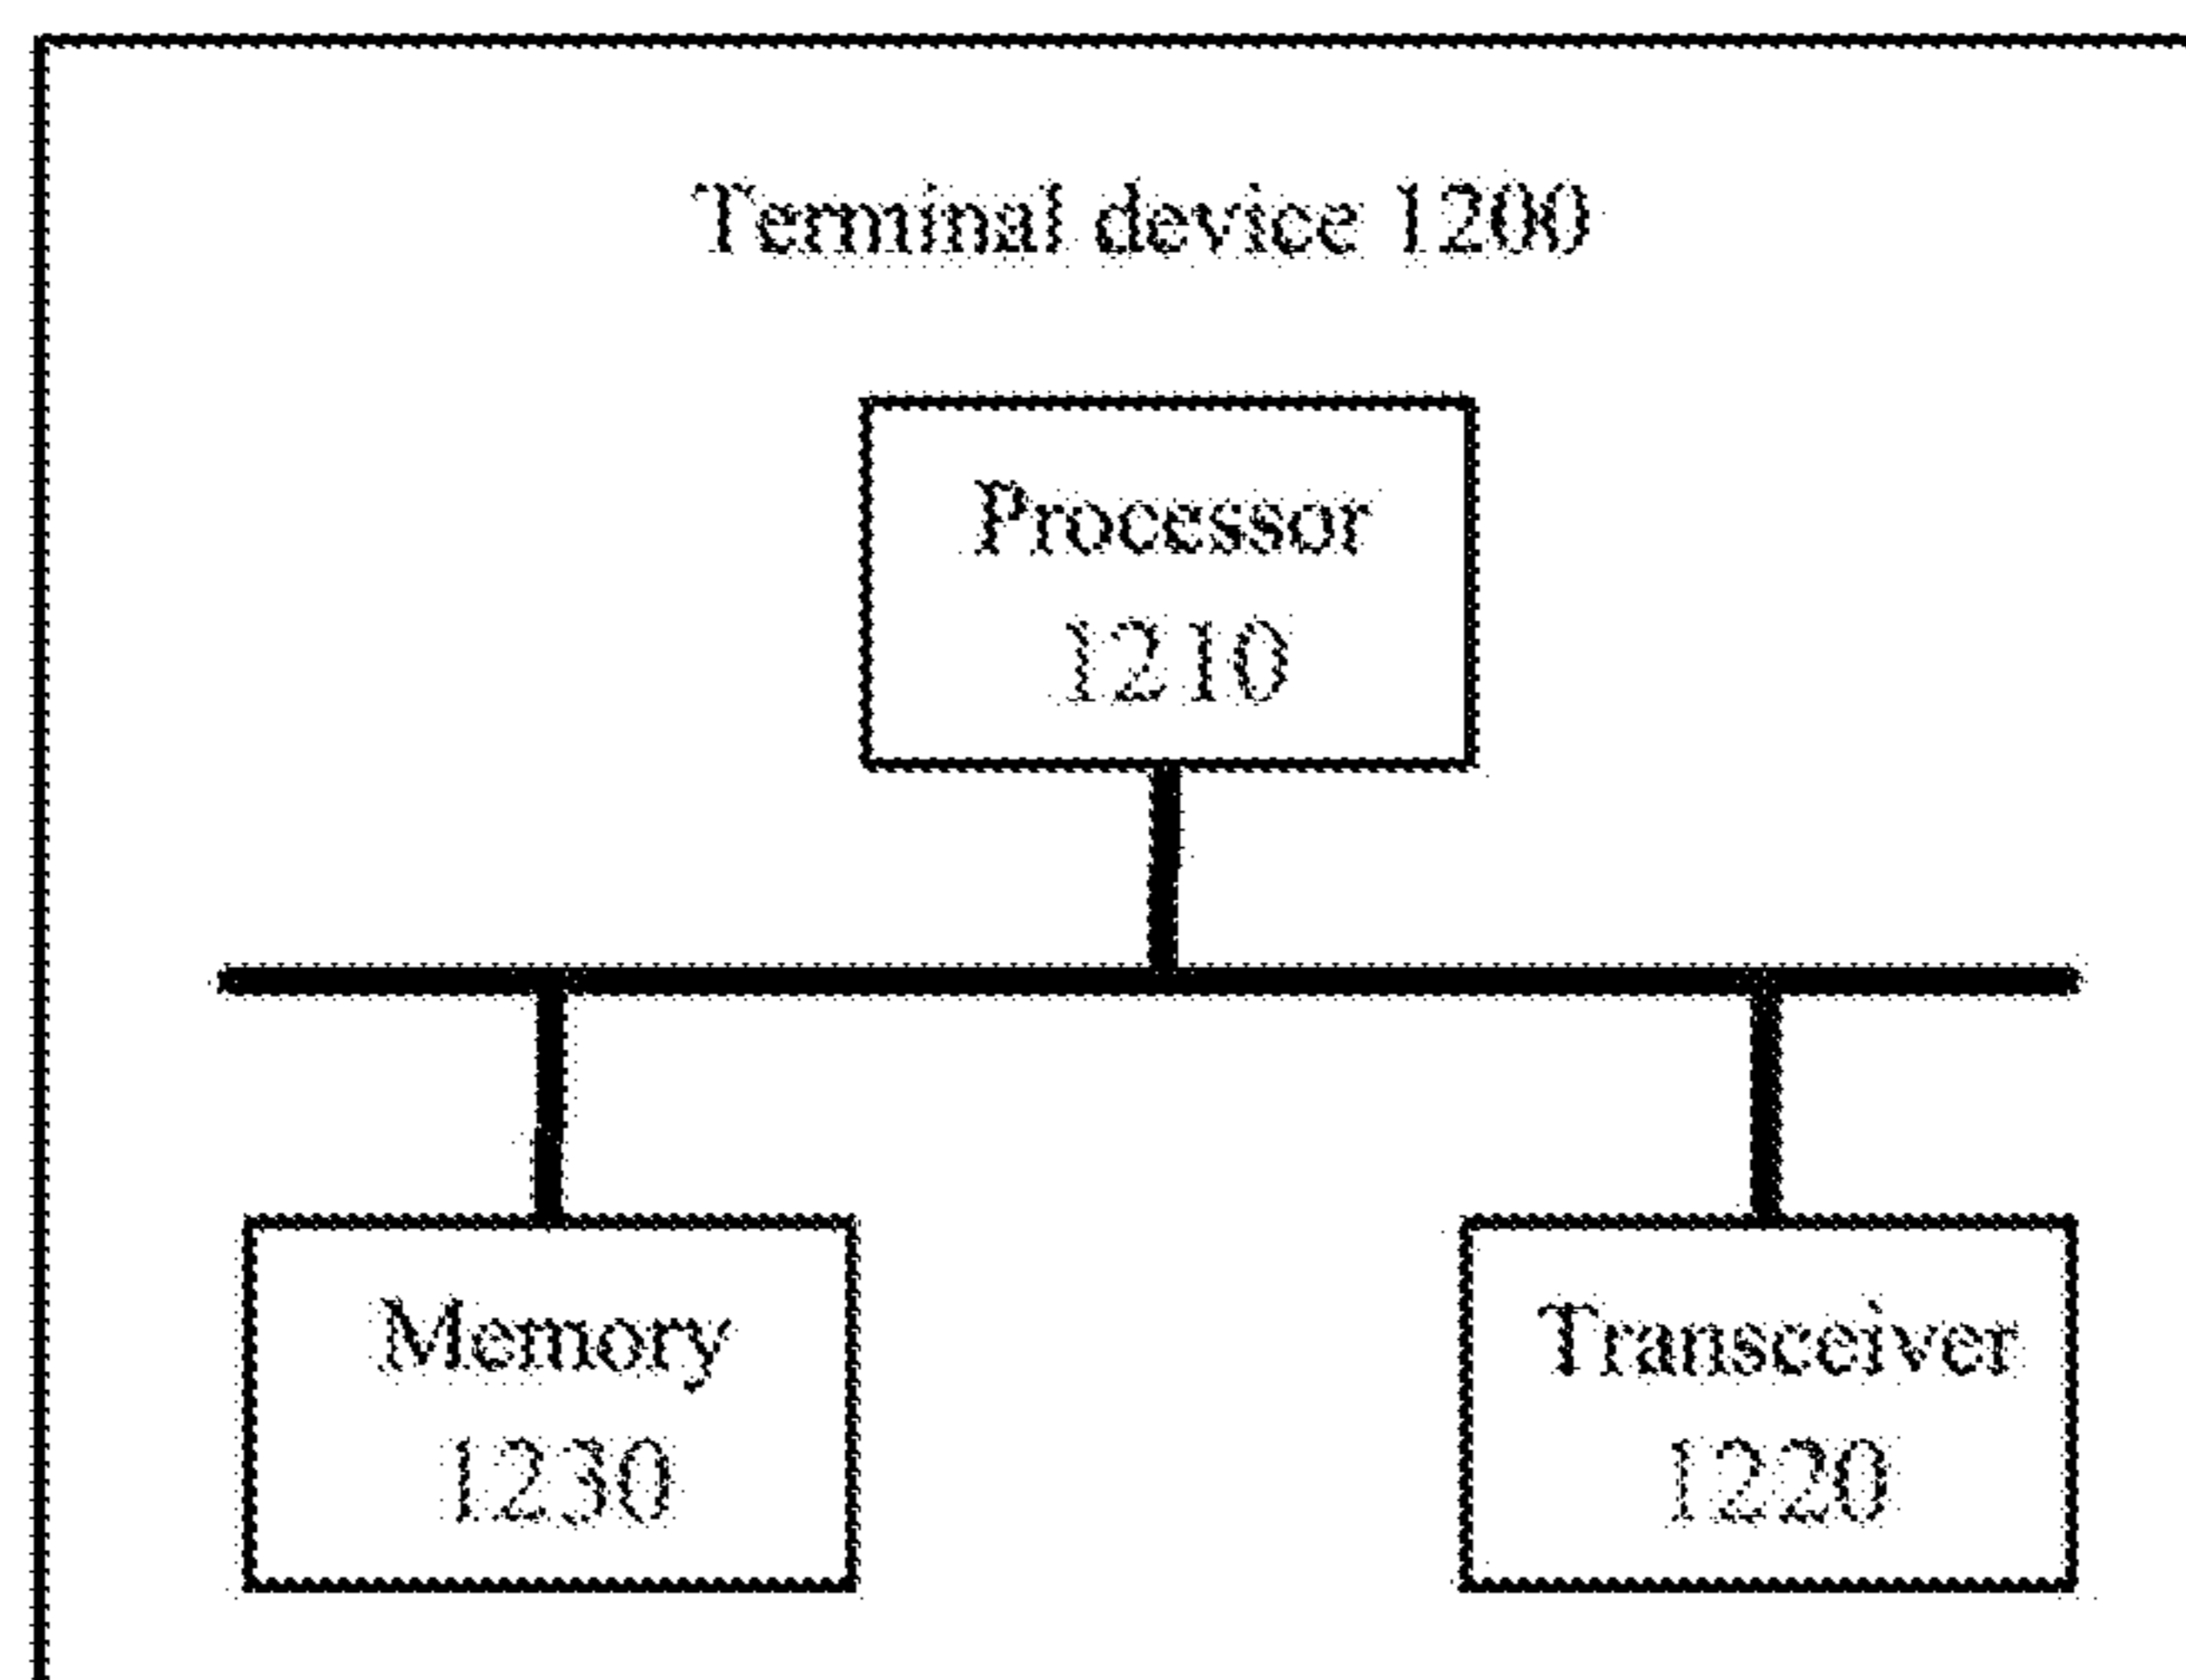 Terminal device 1200
Processor
1210
Memory
1230
Transceiver
1220